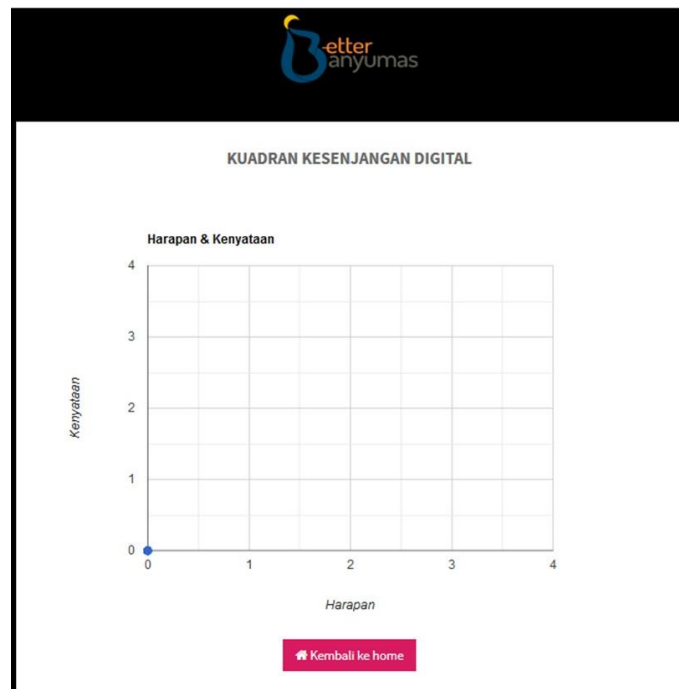 Better
Banyumas
KUADRAN KESENJANGAN DIGITAL
Harapan & Kenyataan
4
3
2
1
0
Kenyataan
0 1 2 3 4
Harapan
Kembali ke home